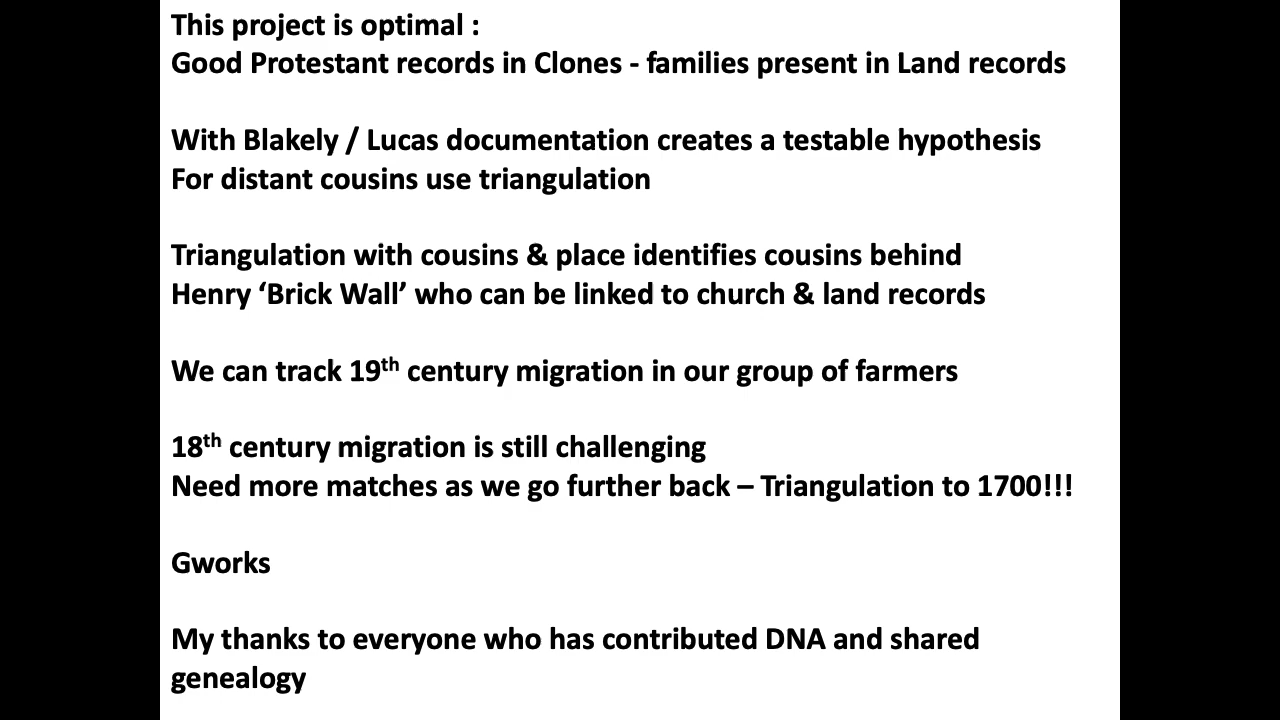 This project is optimal :
Good Protestant records in Clones - families present in Land records
With Blakely / Lucas documentation creates a testable hypothesis
For distant cousins use triangulation
Triangulation with cousins & place identifies cousins behind
Henry ‘Brick Wall’ who can be linked to church & land records
We can track 19th century migration in our group of farmers
18th century migration is still challenging
Need more matches as we go further back – Triangulation to 1700!!!
Gworks
My thanks to everyone who has contributed DNA and shared
genealogy